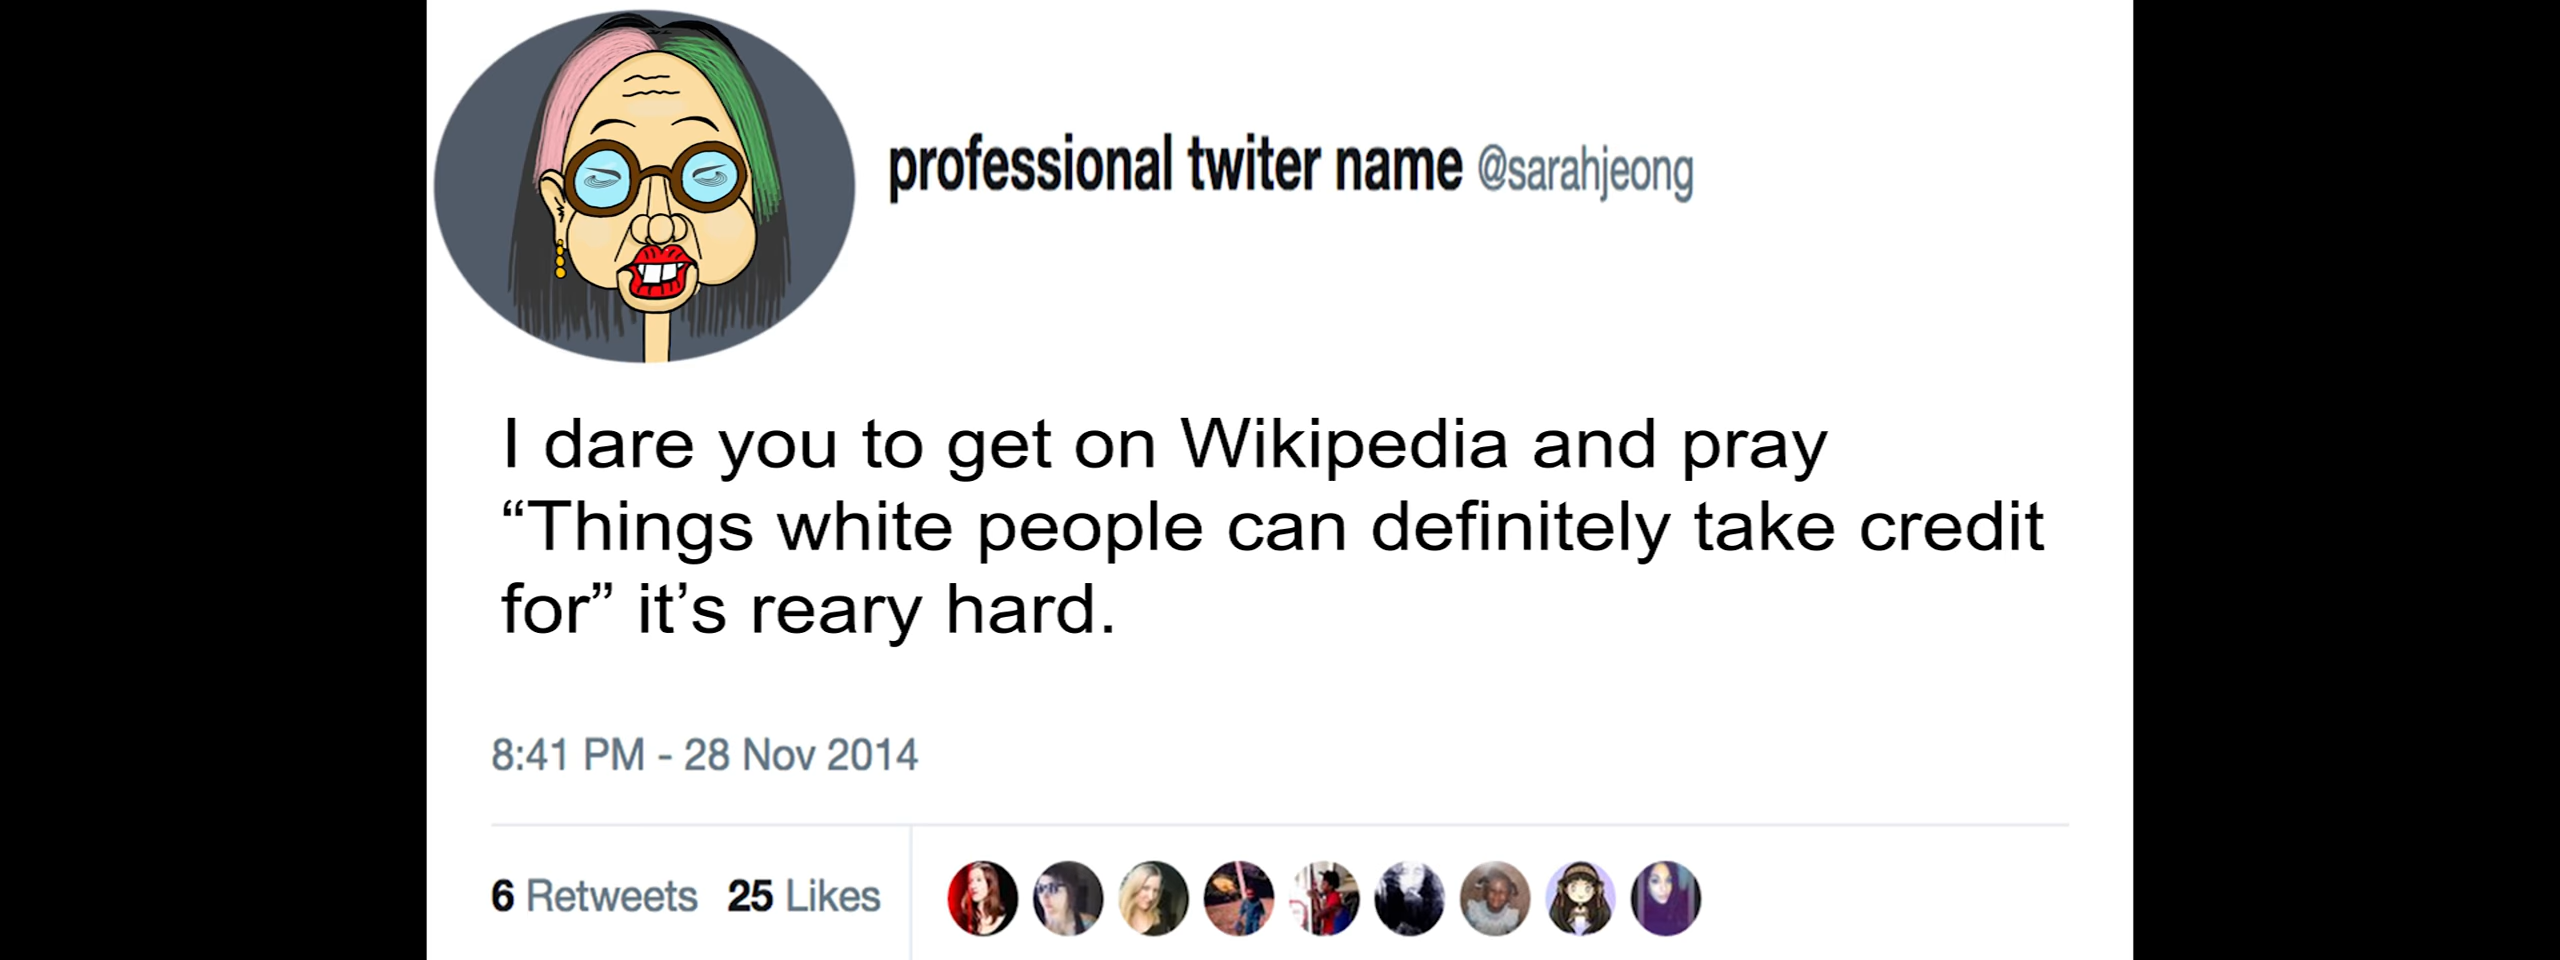 professional twiter name @sarahjeong
I dare you to get on Wikipedia and pray
“Things white people can definitely take credit
for” it’s reary hard.
8:41 PM - 28 Nov 2014
6 Retweets 25 Likes